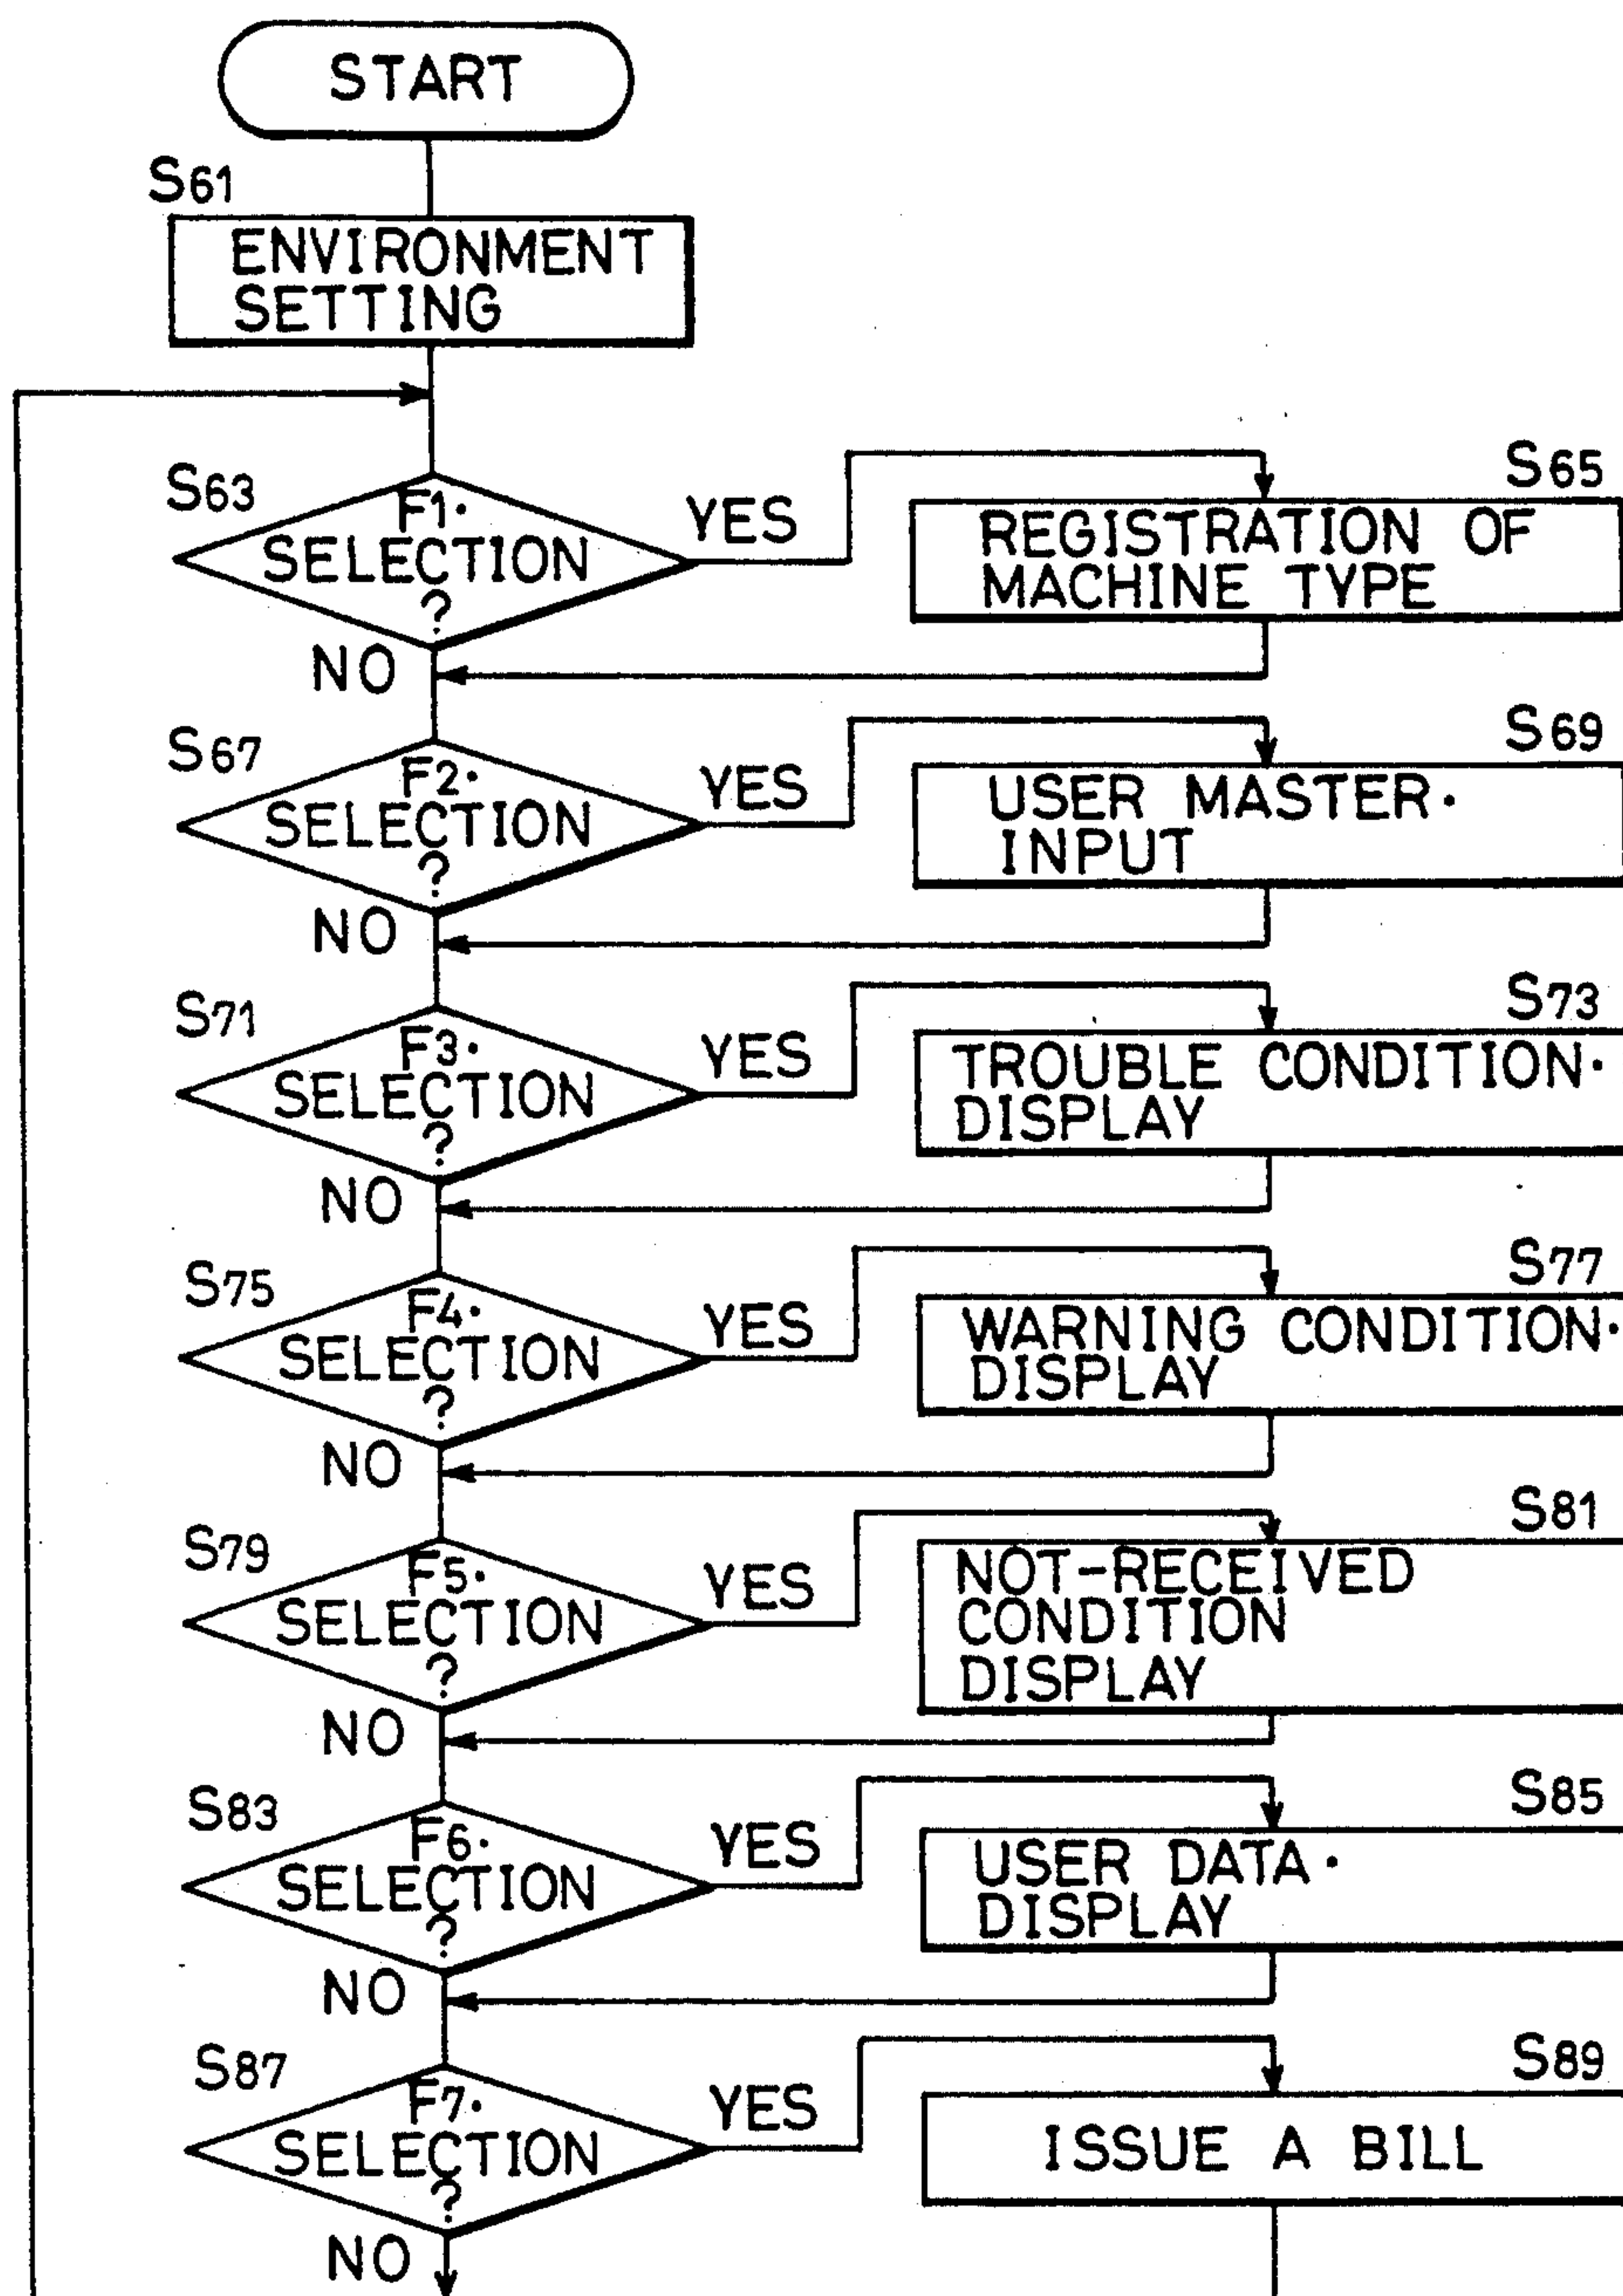 START
S61
ENVIRONMENT
SETTING
S63
F1·
SELECTION
?
YES
NO
S65
REGISTRATION OF
MACHINE TYPE
S67
F2·
SELECTION
?
YES
NO
S69
USER MASTER·
INPUT
S71
F3·
SELECTION
?
YES
NO
S73
TROUBLE CONDITION·
DISPLAY
S75
F4·
SELECTION
?
YES
NO
S77
WARNING CONDITION·
DISPLAY
S79
F5·
SELECTION
?
YES
NO
S81
NOT-RECEIVED
CONDITION
DISPLAY
S83
F6·
SELECTION
?
YES
NO
S85
USER DATA·
DISPLAY
S87
F7·
SELECTION
?
YES
NO
S89
ISSUE A BILL